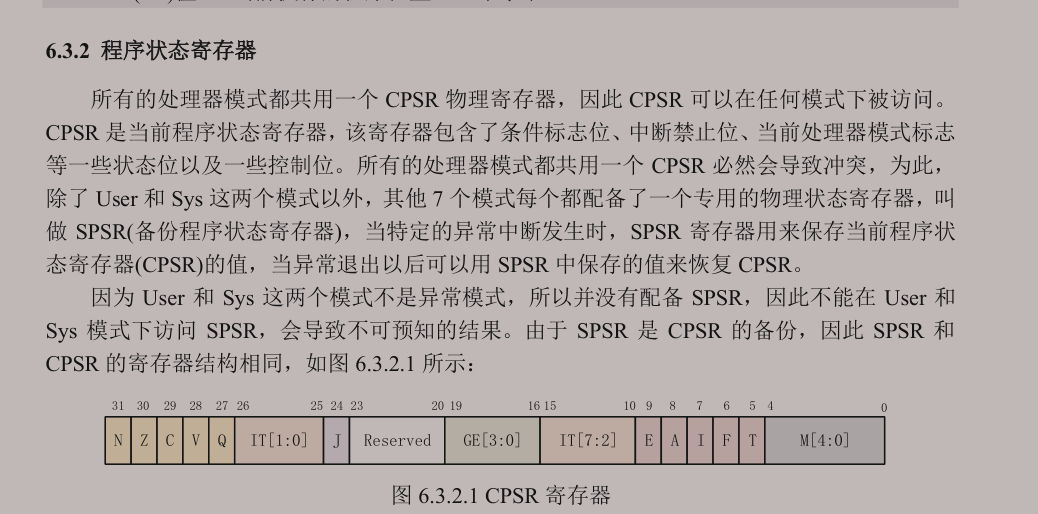 6.3.2 程序状态寄存器
所有的处理器模式都共用一个 CPSR 物理寄存器，因此 CPSR 可以在任何模式下被访问。
CPSR 是当前程序状态寄存器，该寄存器包含了条件标志位、中断禁止位、当前处理器模式标志
等一些状态位以及一些控制位。所有的处理器模式都共用一个 CPSR 必然会导致冲突，为此，
除了 User 和 Sys 这两个模式以外，其他 7 个模式每个都配备了一个专用的物理状态寄存器，叫
做 SPSR(备份程序状态寄存器)，当特定的异常中断发生时，SPSR 寄存器用来保存当前程序状
态寄存器(CPSR)的值，当异常退出以后可以用 SPSR 中保存的值来恢复 CPSR。
因为 User 和 Sys 这两个模式不是异常模式，所以并没有配备 SPSR，因此不能在 User 和
Sys 模式下访问 SPSR，会导致不可预知的结果。由于 SPSR 是 CPSR 的备份，因此 SPSR 和
CPSR 的寄存器结构相同，如图 6.3.2.1 所示：
31 30 29 28 27 26 25 24 23 20 19 16 15 10 9 8 7 6 5 4 0
N Z C V Q IT[1:0] J Reserved GE[3:0] IT[7:2] E A I F T M[4:0]
图 6.3.2.1 CPSR 寄存器